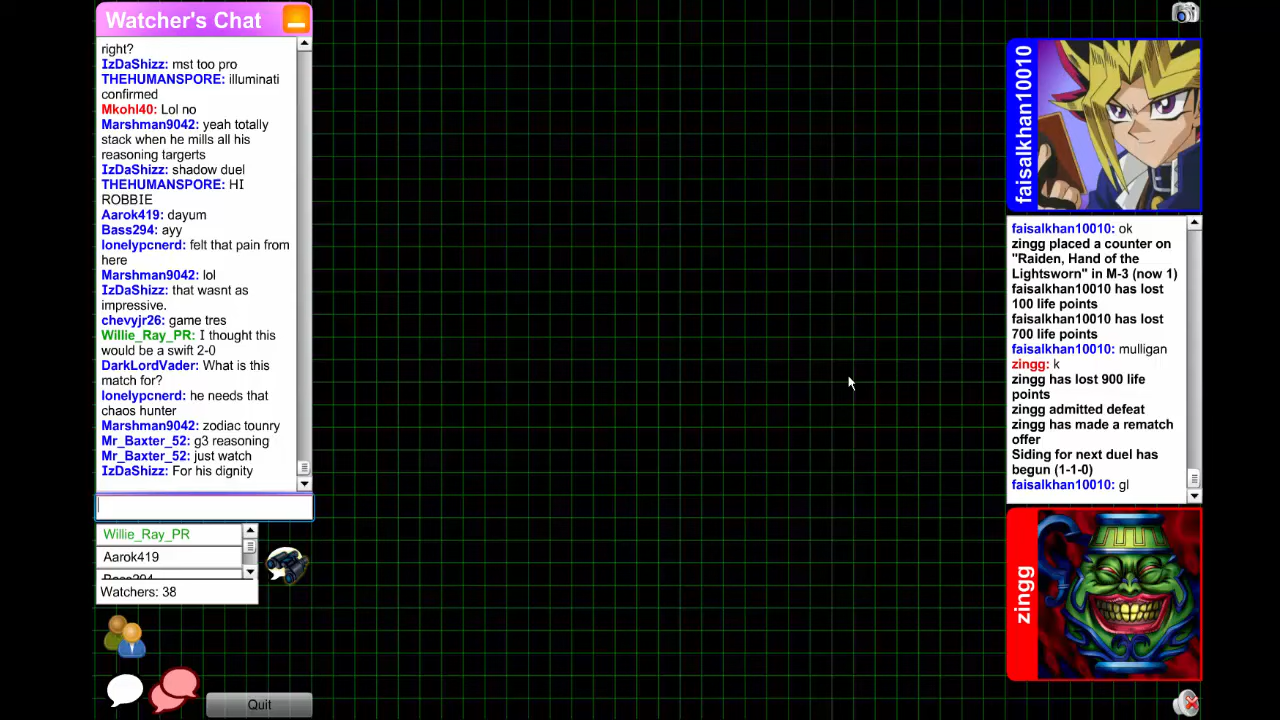 Watcher's Chat
right?
IzDaShizz: mst too pro
THEHUMANSPORE: illuminati
confirmed
Mkohl40: Lol no
Marshman9042: yeah totally
stack when he mills all his
reasoning targerts
IzDaShizz: shadow duel
THEHUMANSPORE: HI
ROBBIE
Aarok419: dayum
Bass294: ayy
lonelypcnerd: felt that pain from
here
Marshman9042: lol
IzDaShizz: that wasnt as
impressive.
chevyjr26: game tres
Willie_Ray_PR: I thought this
would be a swift 2-0
DarkLordVader: What is this
match for?
lonelypcnerd: he needs that
chaos hunter
Marshman9042: zodiac tounry
Mr_Baxter_52: g3 reasoning
Mr_Baxter_52: just watch
IzDaShizz: For his dignity
Willie_Ray_PR
Aarok419
Bass294
Watchers: 38
Quit
faisalkhan10010
faisalkhan10010: ok
zingg placed a counter on
"Raiden, Hand of the
Lightsworn" in M-3 (now 1)
faisalkhan10010 has lost
100 life points
faisalkhan10010 has lost
700 life points
faisalkhan10010: mulligan
zingg: k
zingg has lost 900 life
points
zingg admitted defeat
zingg has made a rematch
offer
Siding for next duel has
begun (1-1-0)
faisalkhan10010: gl
zingg